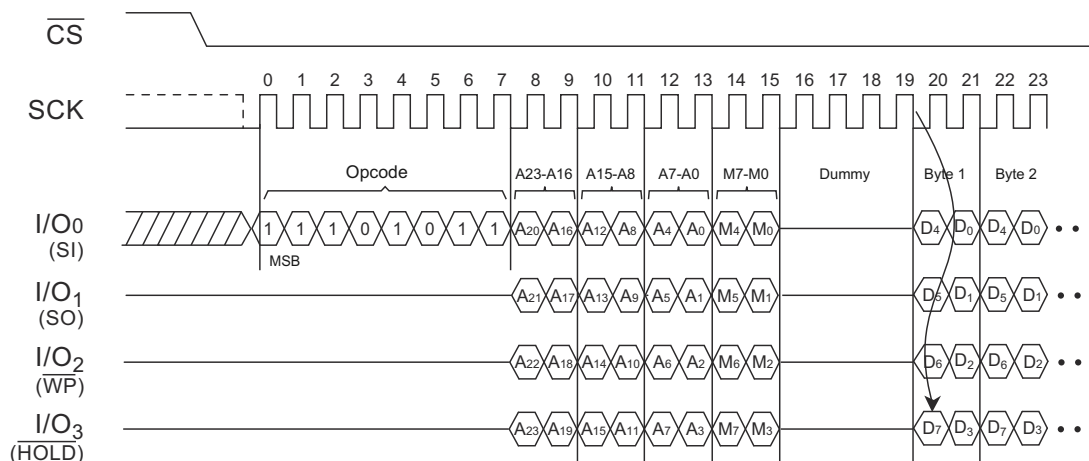 CS
0 1 2 3 4 5 6 7 8 9 10 11 12 13 14 15 16 17 18 19 20 21 22 23
SCK
Opcode A23-A16 A15-A8 A7-A0 M7-M0 Dummy Byte 1 Byte 2
I/O0 1 1 1 0 1 0 1 1 A20 A16 A12 A8 A4 A0 M4 M0 D4 D0 D4 D0
(SI)
MSB
I/O1 A21 A17 A13 A9 A5 A1 M5 M1 D5 D1 D5 D1
(SO)
I/O2 A22 A18 A14 A10 A6 A2 M6 M2 D6 D2 D6 D2
(WP)
I/O3 A23 A19 A15 A11 A7 A3 M7 M3 D7 D3 D7 D3
(HOLD)